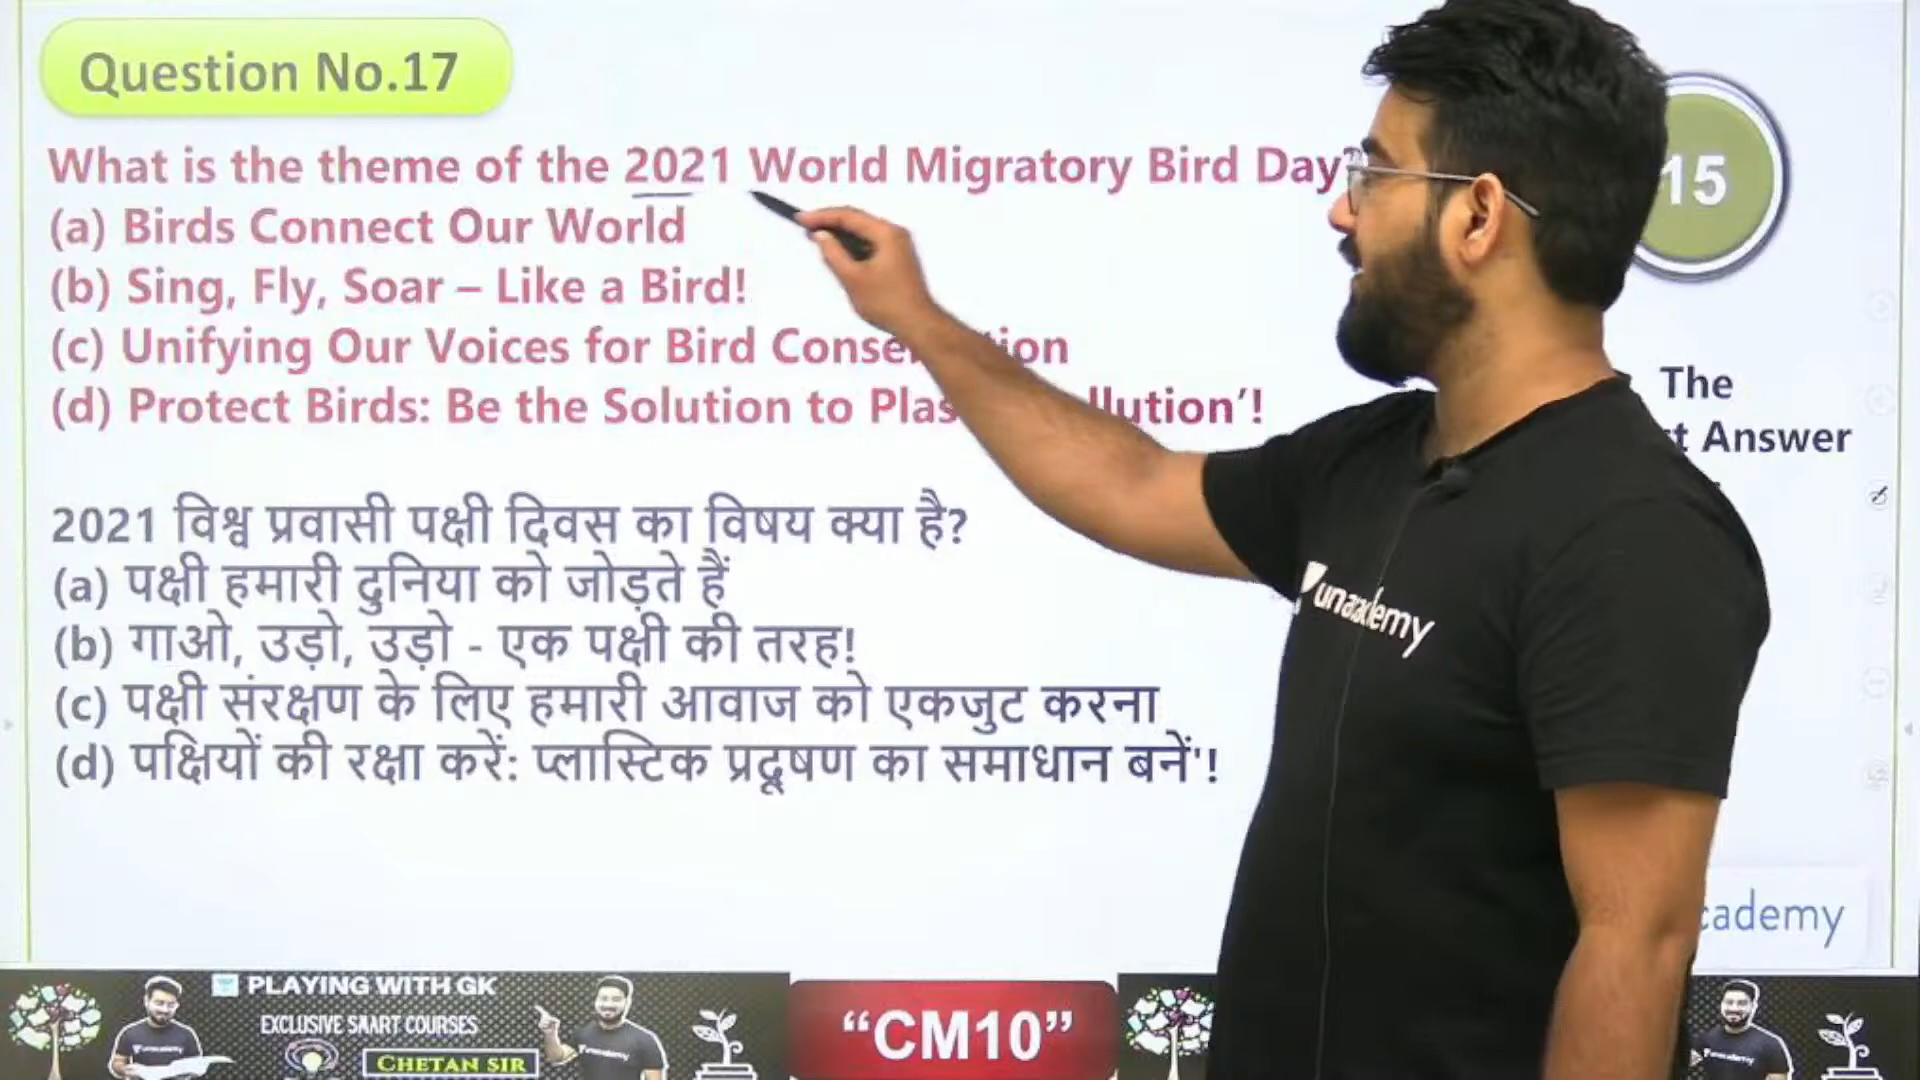 Question No.17
What is the theme of the 2021 World Migratory Bird Day?
15
(a) Birds Connect Our World
(b) Sing, Fly, Soar – Like a Bird!
(c) Unifying Our Voices for Bird
(d) Protect Birds: Be the Solution to
The
Answer
2021 विश्व प्रवासी पक्षी दिवस का विषय क्या है?
(a) पक्षी हमारी दुनिया को जोड़ते हैं
(b) गाओ, उड़ो, उड़ो - एक पक्षी की तरह!
(c) पक्षी संरक्षण के लिए हमारी आवाज को एकजुट करना
(d) पक्षियों की रक्षा करें: प्लास्टिक प्रदूषण का समाधान बनें'!
unacademy
cademy
PLAYING WITH GK
EXCLUSIVE SMART COURSES
CHETAN SIR
“CM10”